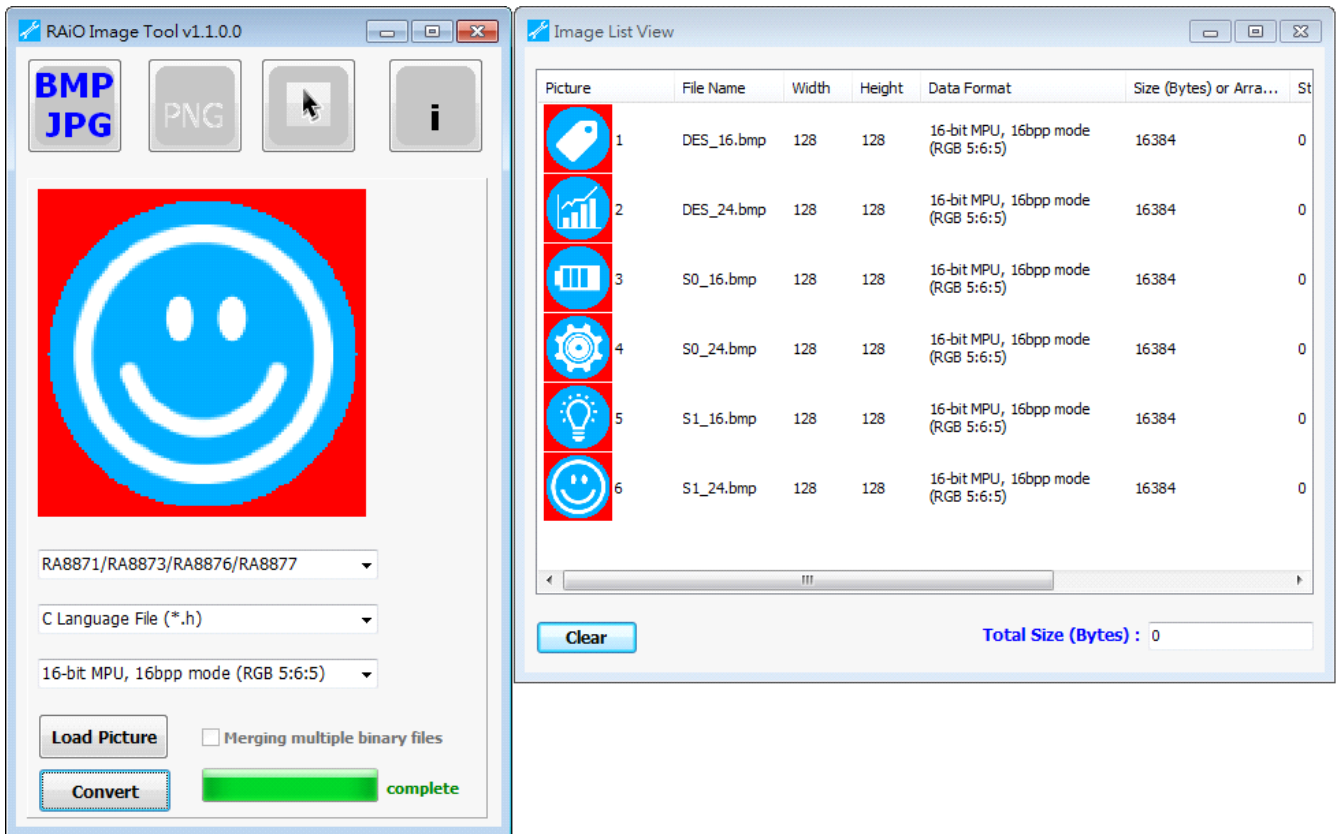 RAiO Image Tool v1.1.0.0
BMP
JPG
PNG
i
RA8871/RA8873/RA8876/RA8877
C Language File (*.h)
16-bit MPU, 16bpp mode (RGB 5:6:5)
Load Picture
Merging multiple binary files
Convert
complete
Image List View
Picture File Name Width Height Data Format Size (Bytes) or Arra... St
1 DES_16.bmp 128 128 16-bit MPU, 16bpp mode (RGB 5:6:5) 16384 0
2 DES_24.bmp 128 128 16-bit MPU, 16bpp mode (RGB 5:6:5) 16384 0
3 S0_16.bmp 128 128 16-bit MPU, 16bpp mode (RGB 5:6:5) 16384 0
4 S0_24.bmp 128 128 16-bit MPU, 16bpp mode (RGB 5:6:5) 16384 0
5 S1_16.bmp 128 128 16-bit MPU, 16bpp mode (RGB 5:6:5) 16384 0
6 S1_24.bmp 128 128 16-bit MPU, 16bpp mode (RGB 5:6:5) 16384 0
Clear
Total Size (Bytes) : 0